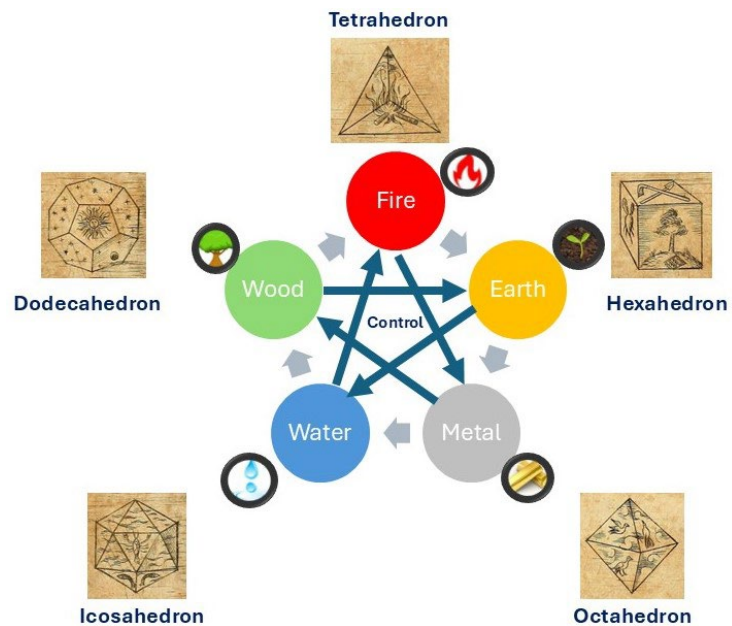 Tetrahedron
Fire
Wood
Earth
Dodecahedron
Control
Hexahedron
Water
Metal
Icosahedron
Octahedron